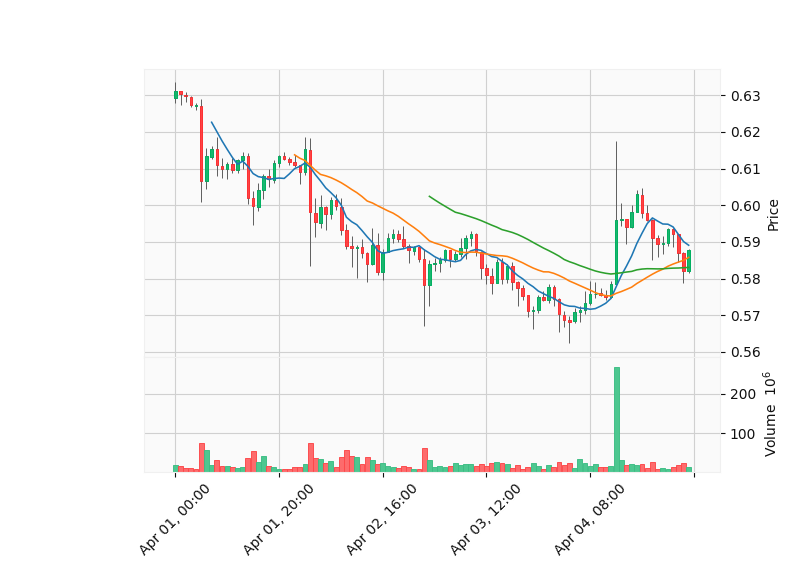 0.63
0.62
0.61
0.60
0.59
0.58
0.57
0.56
Price
200
100
Volume 10⁶
Apr 01, 00:00
Apr 01, 20:00
Apr 02, 16:00
Apr 03, 12:00
Apr 04, 08:00